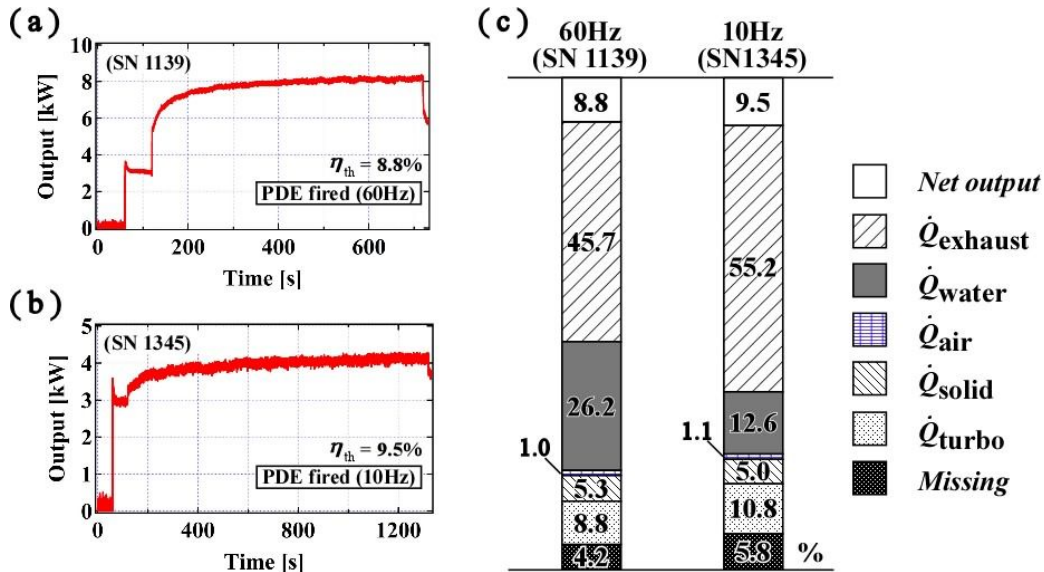 (a)
(SN 1139)
10
8
6
4
2
0
Output [kW]
η th = 8.8%
PDE fired (60Hz)
0 200 400 600
Time [s]
(b)
(SN 1345)
5
4
3
2
1
0
Output [kW]
η th = 9.5%
PDE fired (10Hz)
0 400 800 1200
Time [s]
(c)
60Hz
(SN 1139)
10Hz
(SN1345)
8.8
45.7
26.2
1.0
5.3
8.8
4.2
9.5
55.2
12.6
1.1
5.0
10.8
5.8
%
Net output
Q̇ exhaust
Q̇ water
Q̇ air
Q̇ solid
Q̇ turbo
Missing